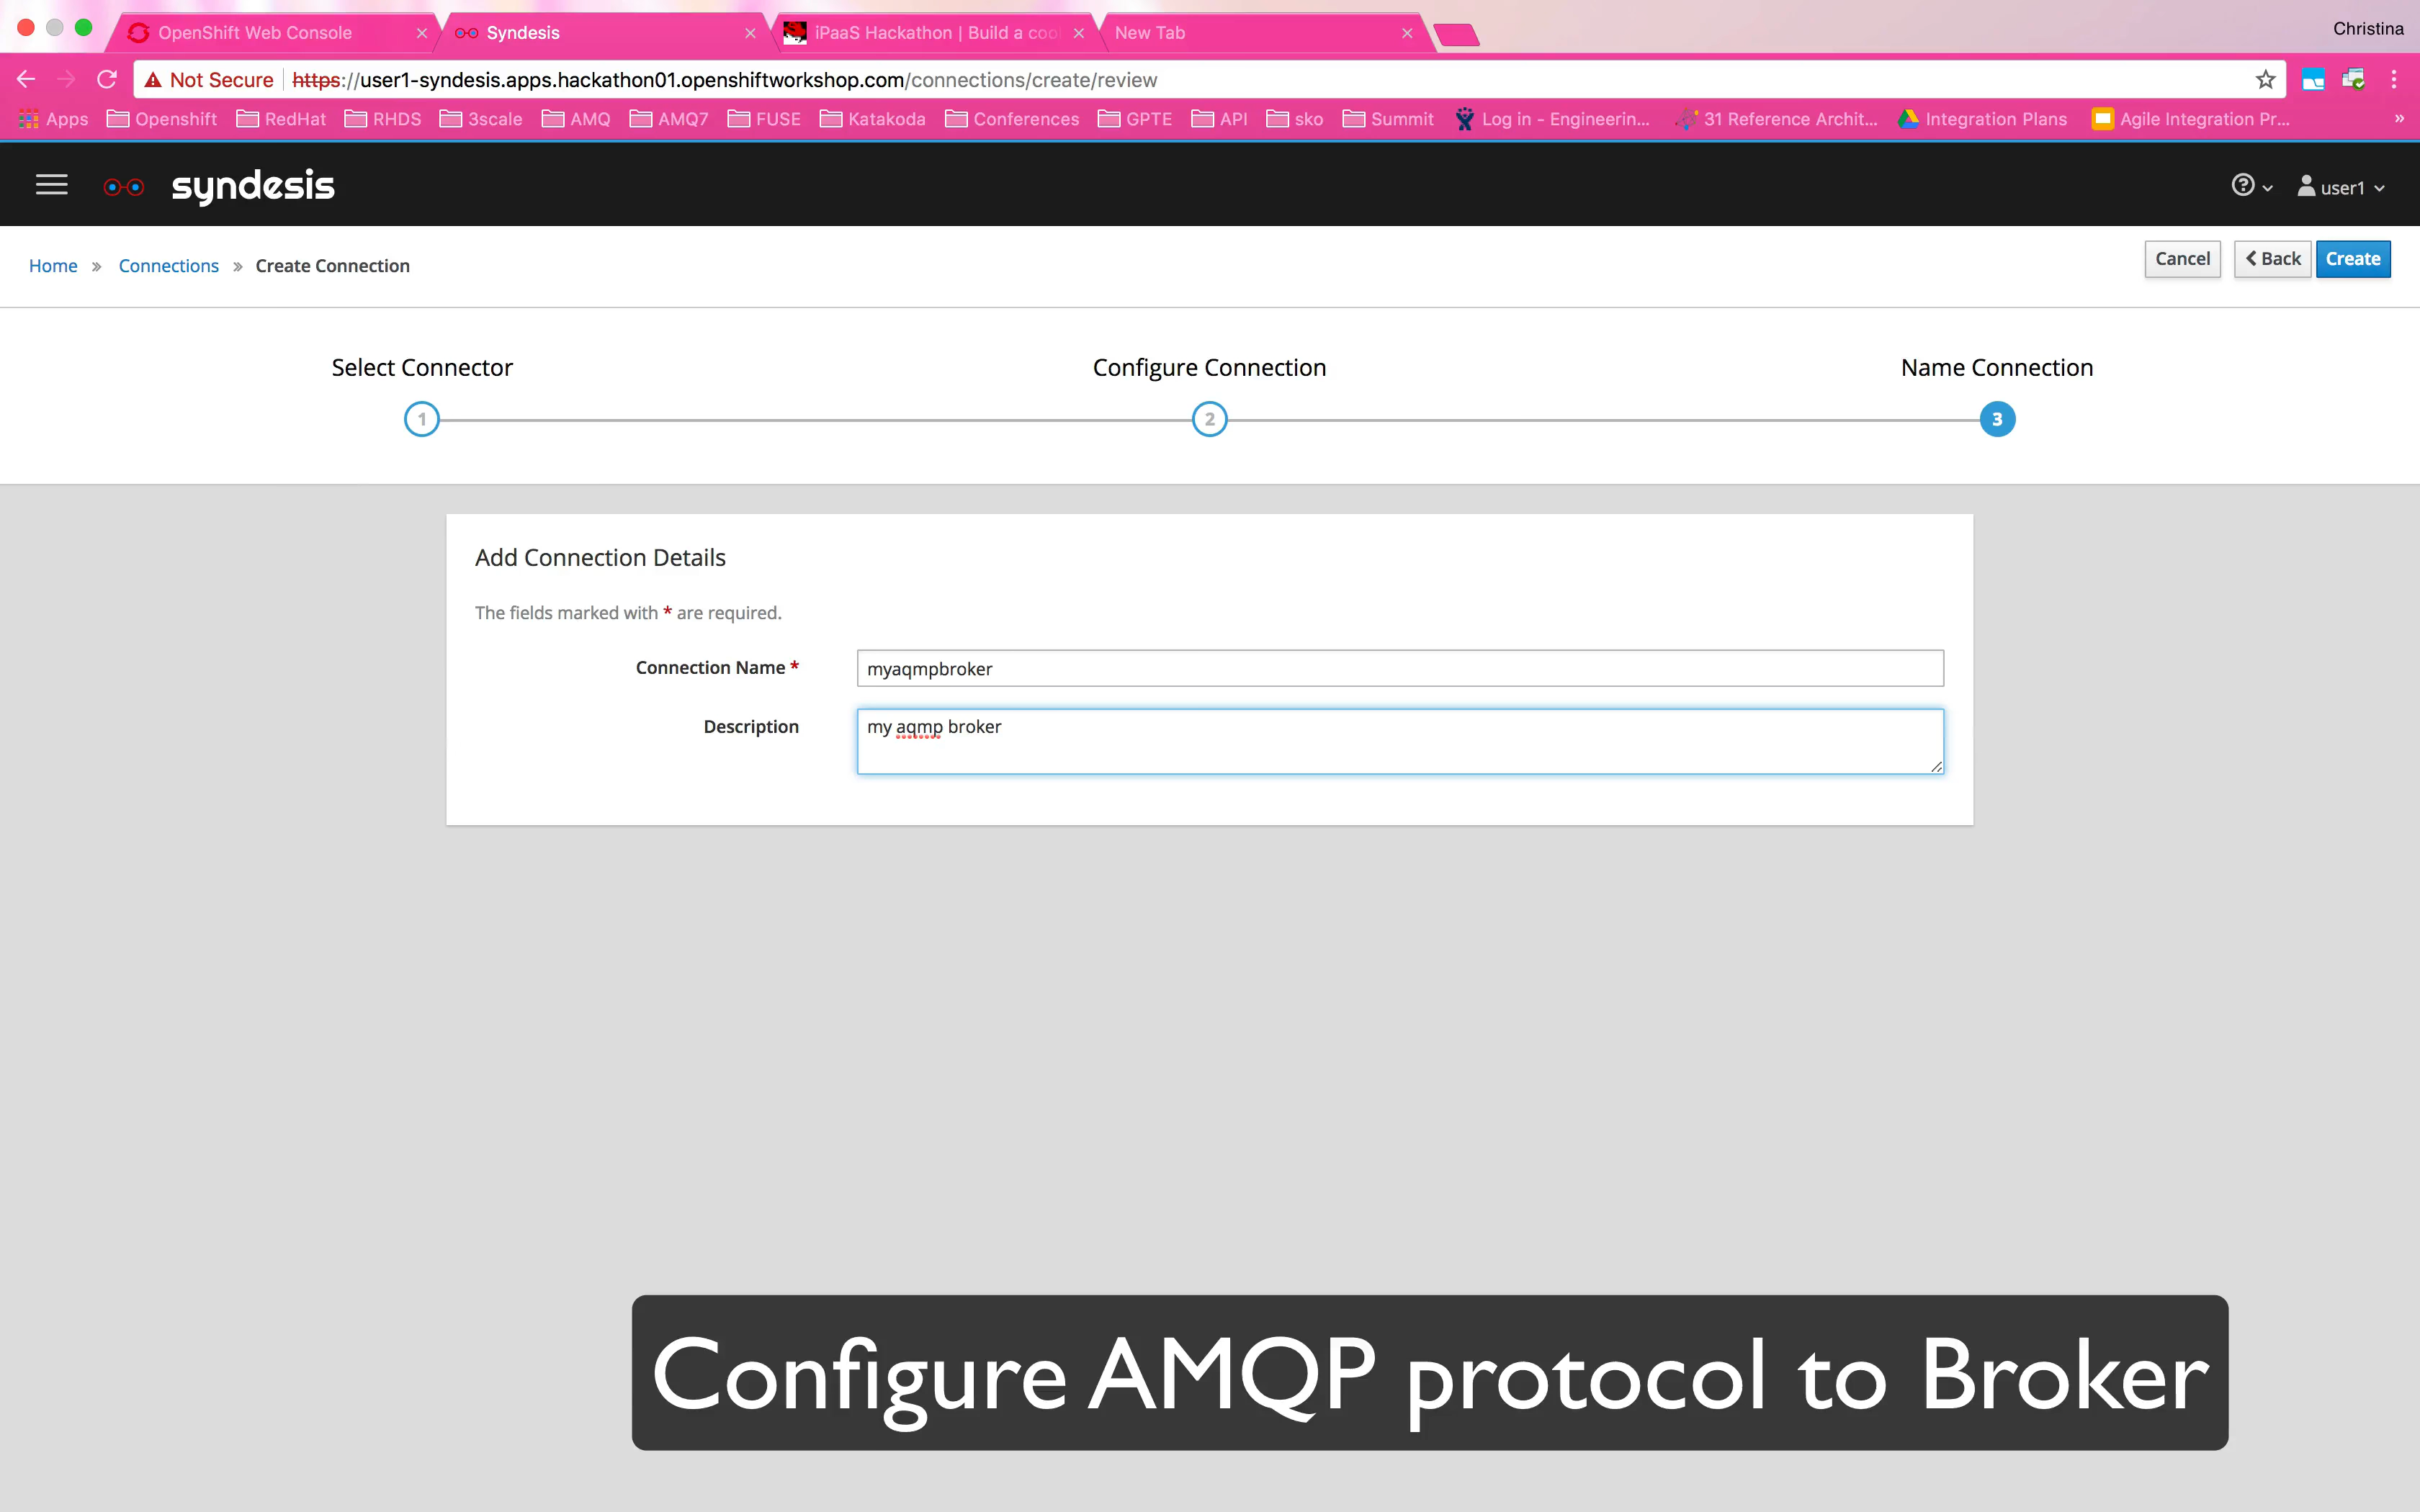 OpenShift Web Console
Syndesis
iPaaS Hackathon | Build a coo
New Tab
Christina
Not Secure https://user1-syndesis.apps.hackathon01.openshiftworkshop.com/connections/create/review
Apps Openshift RedHat RHDS 3scale AMQ AMQ7 FUSE Katakoda Conferences GPTE API sko Summit Log in - Engineerin... 31 Reference Archit... Integration Plans Agile Integration Pr... »
syndesis
user1
Home » Connections » Create Connection
Cancel Back Create
Select Connector Configure Connection Name Connection
1 2 3
Add Connection Details
The fields marked with * are required.
Connection Name * myaqmpbroker
Description my aqmp broker
Configure AMQP protocol to Broker